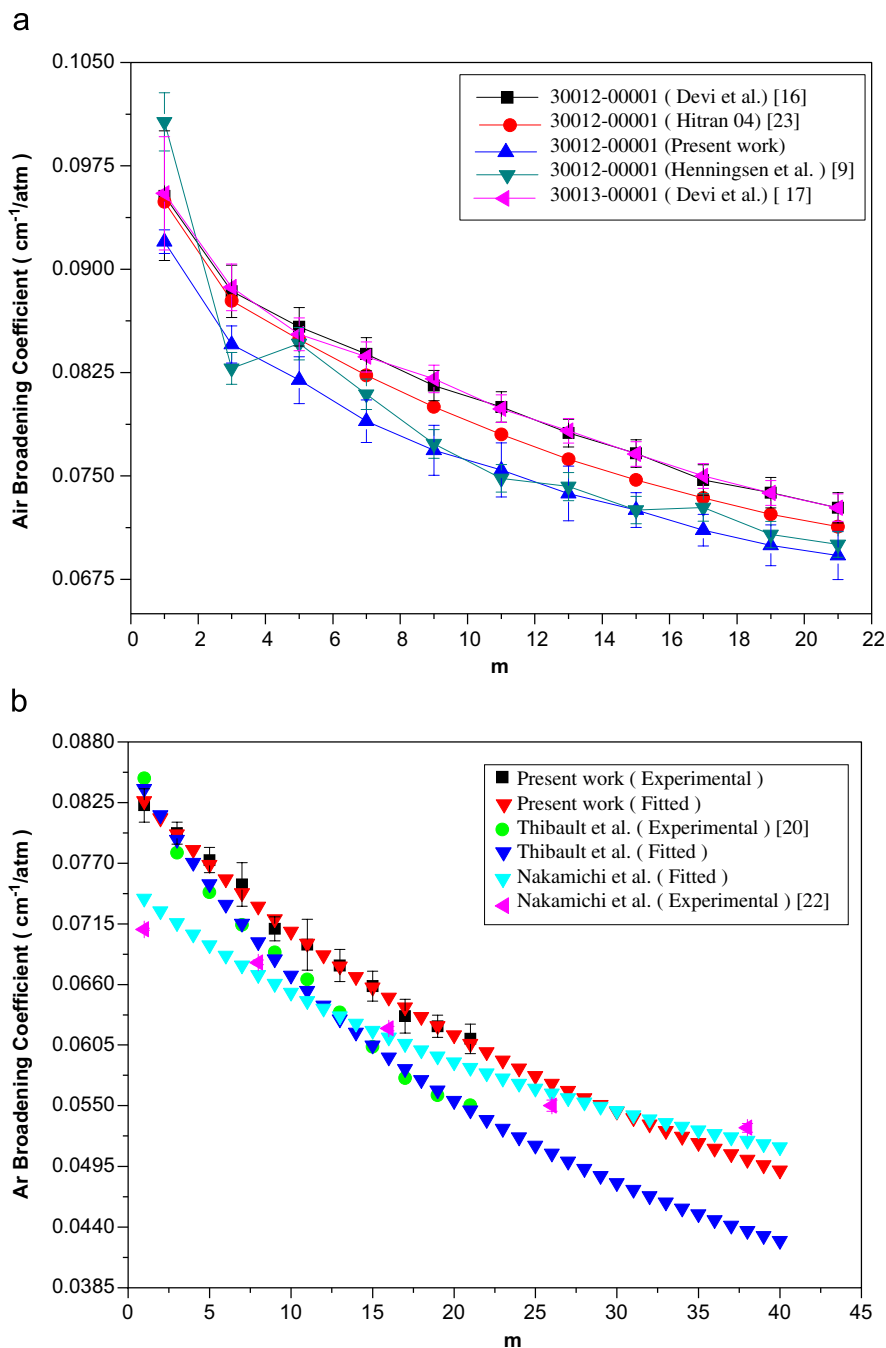 a
0.1050
0.0975
0.0900
0.0825
0.0750
0.0675
Air Broadening Coefficient ( cm-1/atm )
30012-00001 ( Devi et al.) [16]
30012-00001 ( Hitran 04) [23]
30012-00001 (Present work)
30012-00001 (Henningsen et al. ) [9]
30013-00001 ( Devi et al.) [ 17]
0 2 4 6 8 10 12 14 16 18 20 22
m
b
0.0880
0.0825
0.0770
0.0715
0.0660
0.0605
0.0550
0.0495
0.0440
0.0385
Ar Broadening Coefficient ( cm-1/atm)
Present work ( Experimental )
Present work ( Fitted )
Thibault et al. ( Experimental ) [20]
Thibault et al. ( Fitted )
Nakamichi et al. ( Fitted )
Nakamichi et al. ( Experimental ) [22]
0 5 10 15 20 25 30 35 40 45
m